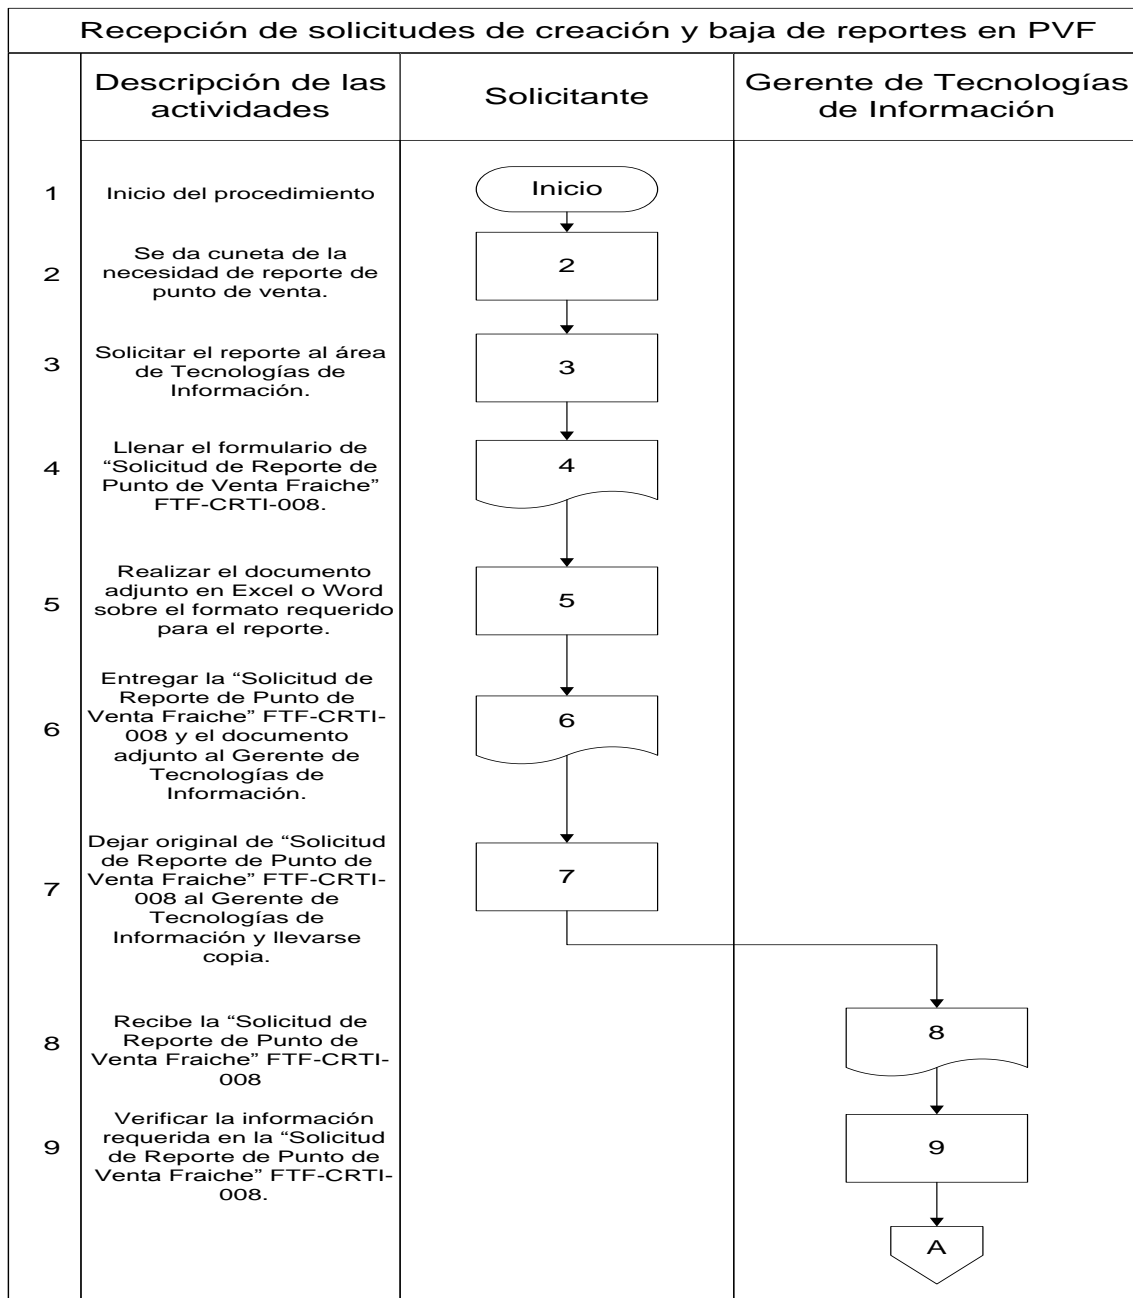 Recepción de solicitudes de creación y baja de reportes en PVF
Descripción de las
actividades
Solicitante
Gerente de Tecnologías
de Información
1
Inicio del procedimiento
Inicio
2
Se da cuneta de la
necesidad de reporte de
punto de venta.
2
3
Solicitar el reporte al área
de Tecnologías de
Información.
3
4
Llenar el formulario de
“Solicitud de Reporte de
Punto de Venta Fraiche”
FTF-CRTI-008.
4
5
Realizar el documento
adjunto en Excel o Word
sobre el formato requerido
para el reporte.
5
6
Entregar la “Solicitud de
Reporte de Punto de
Venta Fraiche” FTF-CRTI-
008 y el documento
adjunto al Gerente de
Tecnologías de
Información.
6
7
Dejar original de “Solicitud
de Reporte de Punto de
Venta Fraiche” FTF-CRTI-
008 al Gerente de
Tecnologías de
Información y llevarse
copia.
7
8
Recibe la “Solicitud de
Reporte de Punto de
Venta Fraiche” FTF-CRTI-
008
8
9
Verificar la información
requerida en la “Solicitud
de Reporte de Punto de
Venta Fraiche” FTF-CRTI-
008.
9
A